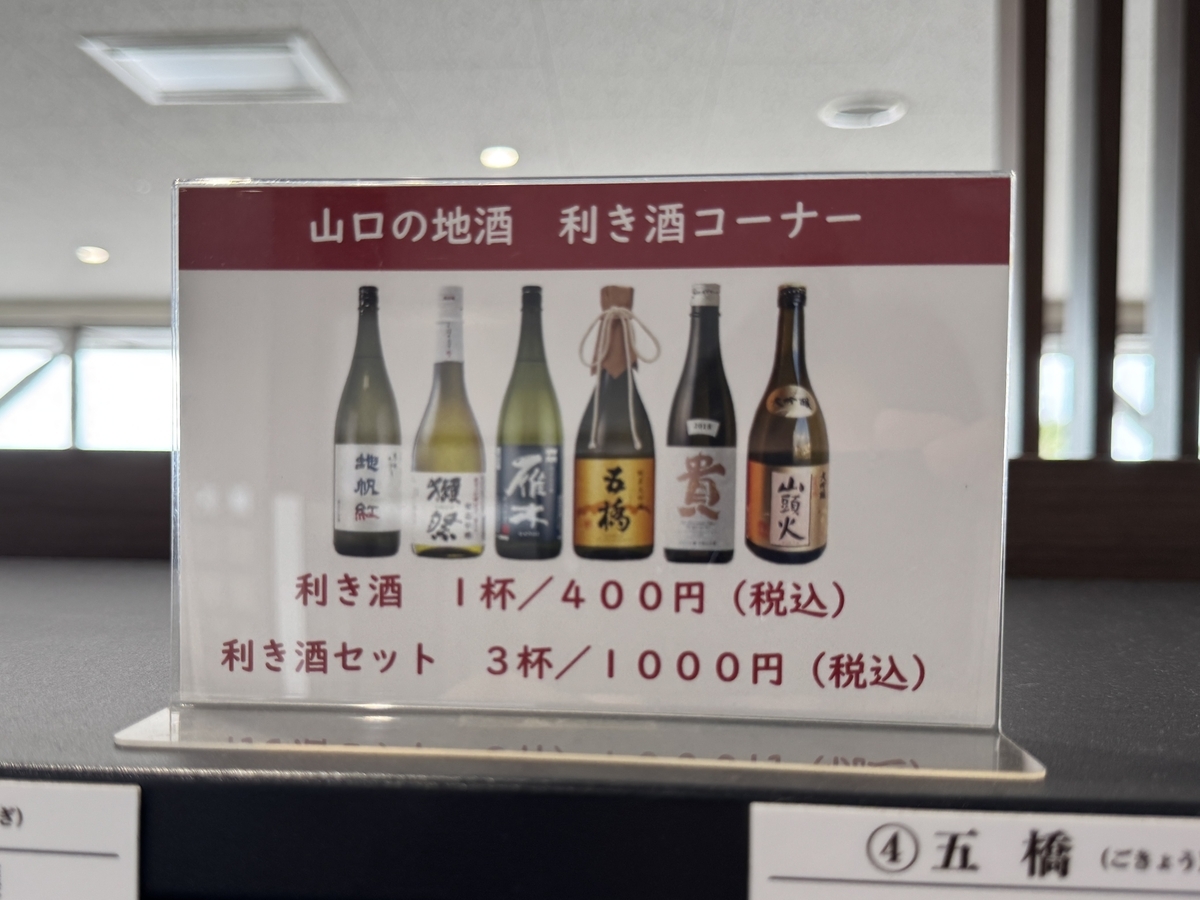 山口の地酒　利き酒コーナー
地帆紅
獺祭
雁木
五橋
貴
山頭火
利き酒　1杯／400円（税込）
利き酒セット　3杯／1000円（税込）
ぎ)
④五　橋（ごきょう